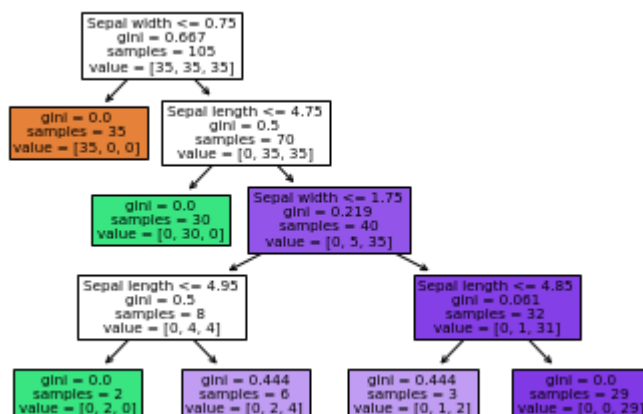 Sepal width <= 0.75
gini = 0.667
samples = 105
value = [35, 35, 35]
gini = 0.0
samples = 35
value = [35, 0, 0]
Sepal length <= 4.75
gini = 0.5
samples = 70
value = [0, 35, 35]
gini = 0.0
samples = 30
value = [0, 30, 0]
Sepal width <= 1.75
gini = 0.219
samples = 40
value = [0, 5, 35]
Sepal length <= 4.95
gini = 0.5
samples = 8
value = [0, 4, 4]
Sepal length <= 4.85
gini = 0.061
samples = 32
value = [0, 1, 31]
gini = 0.0
samples = 2
value = [0, 2, 0]
gini = 0.444
samples = 6
value = [0, 2, 4]
gini = 0.444
samples = 3
value = [0, 1, 2]
gini = 0.0
samples = 29
value = [0, 0,